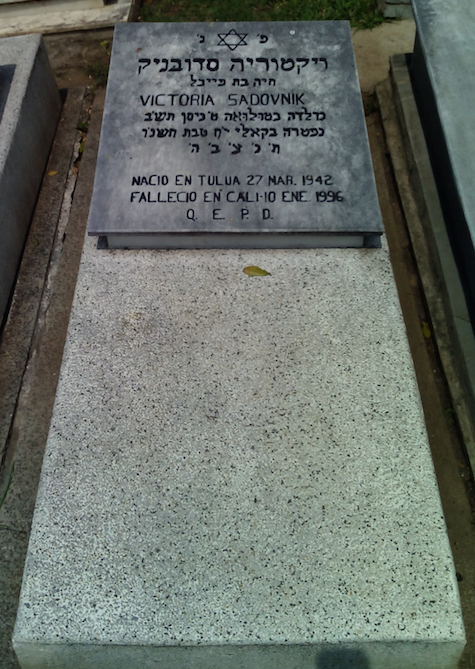 פ ✡ נ
ויקטוריה סדובניק
חיה בת פייבל
VICTORIA SADOVNIK
נולדה בטולואה ט׳ ניסן תש״ב
נפטרה בקאלי י״ח טבת תשנ״ו
ת׳ נ׳ צ׳ ב׳ ה׳
NACIO EN TULUA 27 MAR. 1942
FALLECIO EN CALI·10 ENE. 1996
Q. E. P. D.